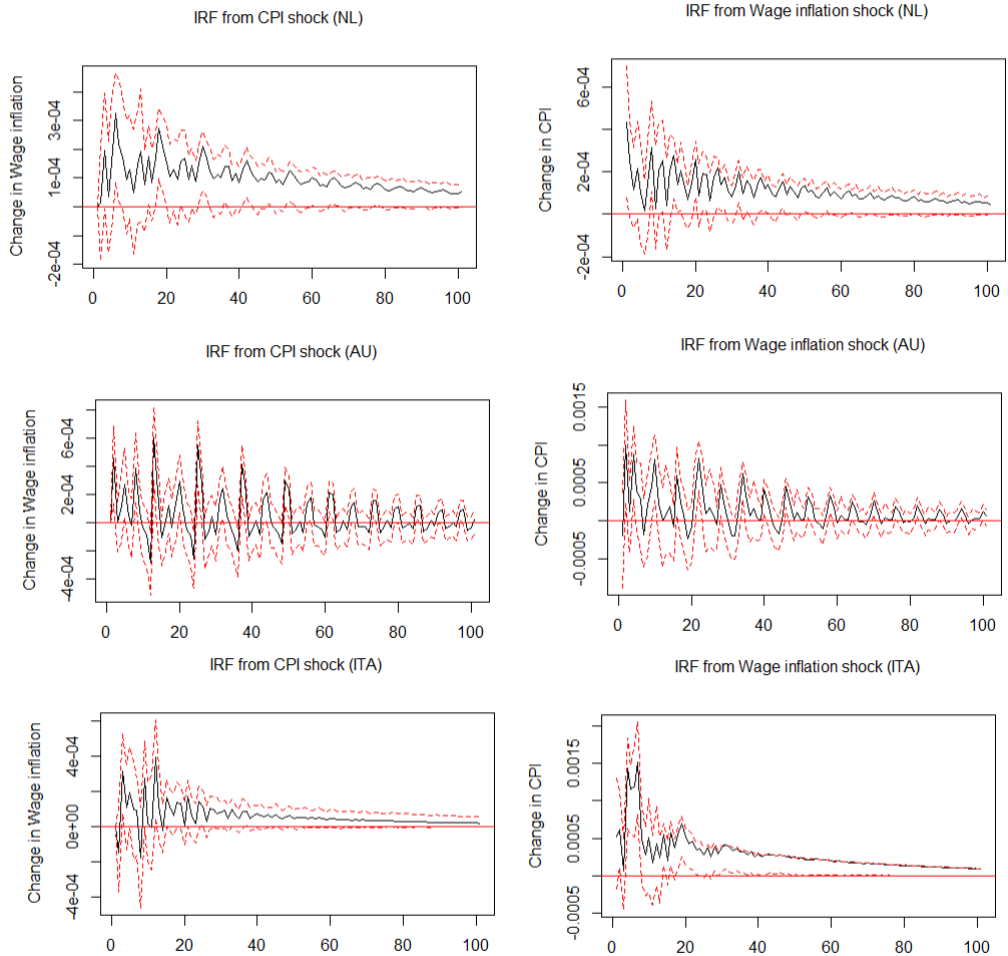 IRF from CPI shock (NL)
Change in Wage inflation
3e-04
1e-04
-2e-04
0 20 40 60 80 100
IRF from Wage inflation shock (NL)
Change in CPI
6e-04
2e-04
-2e-04
0 20 40 60 80 100
IRF from CPI shock (AU)
Change in Wage inflation
6e-04
2e-04
-4e-04
0 20 40 60 80 100
IRF from Wage inflation shock (AU)
Change in CPI
0.0015
0.0005
-0.0005
0 20 40 60 80 100
IRF from CPI shock (ITA)
Change in Wage inflation
4e-04
0e+00
-4e-04
0 20 40 60 80 100
IRF from Wage inflation shock (ITA)
Change in CPI
0.0015
0.0005
-0.0005
0 20 40 60 80 100